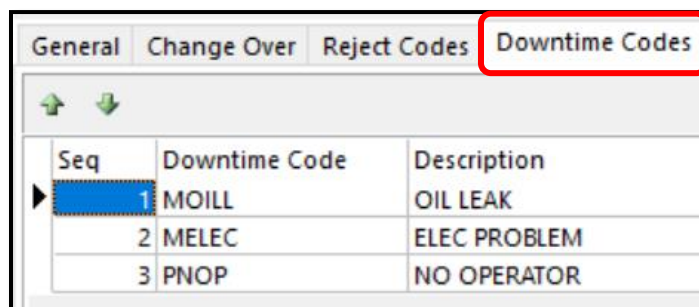 General Change Over Reject Codes Downtime Codes
Seq Downtime Code Description
1 MOILL OIL LEAK
2 MELEC ELEC PROBLEM
3 PNOP NO OPERATOR